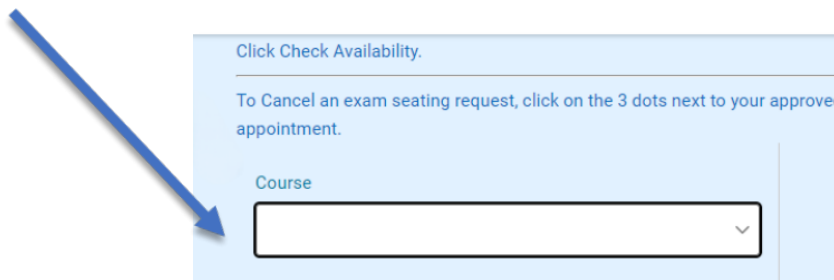 Click Check Availability.
To Cancel an exam seating request, click on the 3 dots next to your approved
appointment.
Course